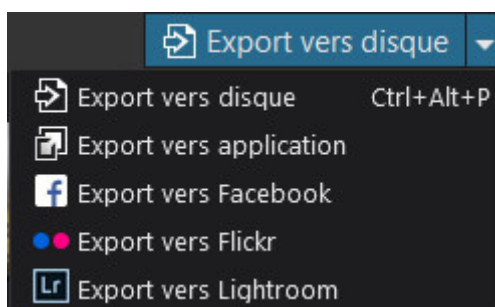 Export vers disque
Export vers disque Ctrl+Alt+P
Export vers application
Export vers Facebook
Export vers Flickr
Lr Export vers Lightroom